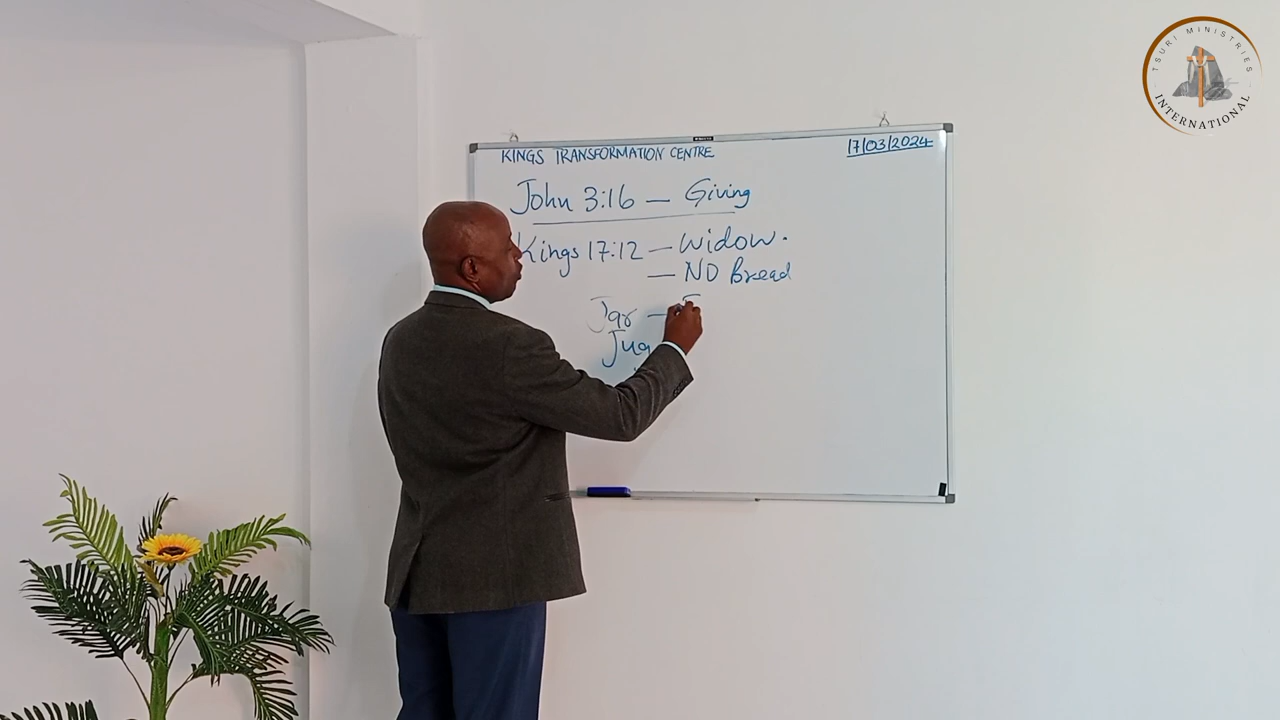 TSURI MINISTRIES
INTERNATIONAL
KINGS TRANSFORMATION CENTRE
17/03/2024
John 3:16 — Giving
Kings 17:12 — widow.
— NO Bread
Jar —